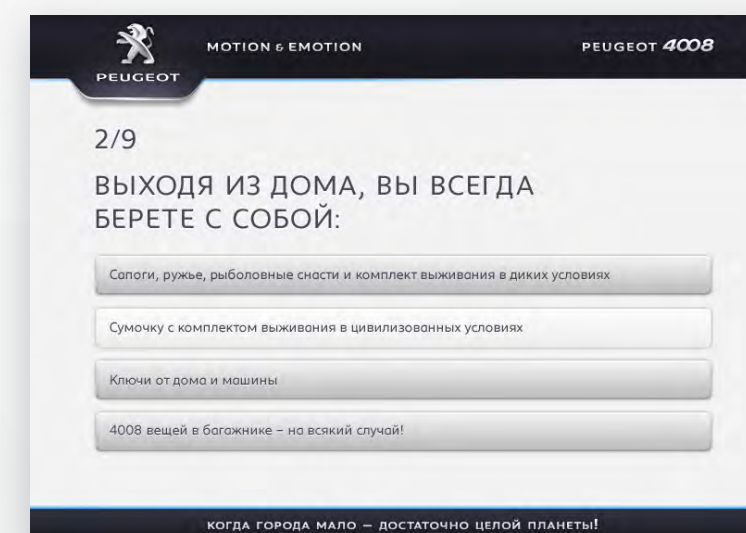 MOTION & EMOTION
PEUGEOT 4008
PEUGEOT
2/9
ВЫХОДЯ ИЗ ДОМА, ВЫ ВСЕГДА
БЕРЕТЕ С СОБОЙ:
Сапоги, ружье, рыболовные снасти и комплект выживания в диких условиях
Сумочку с комплектом выживания в цивилизованных условиях
Ключи от дома и машины
4008 вещей в багажнике – на всякий случай!
КОГДА ГОРОДА МАЛО – ДОСТАТОЧНО ЦЕЛОЙ ПЛАНЕТЫ!